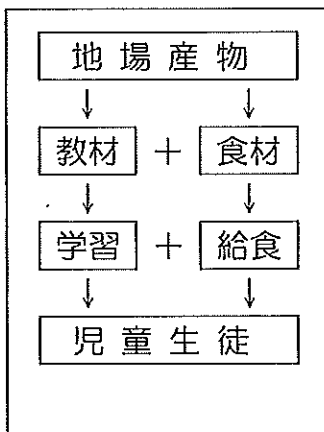 地場産物
↓ ↓
教材 + 食材
↓ ↓
学習 + 給食
↓ ↓
児童生徒